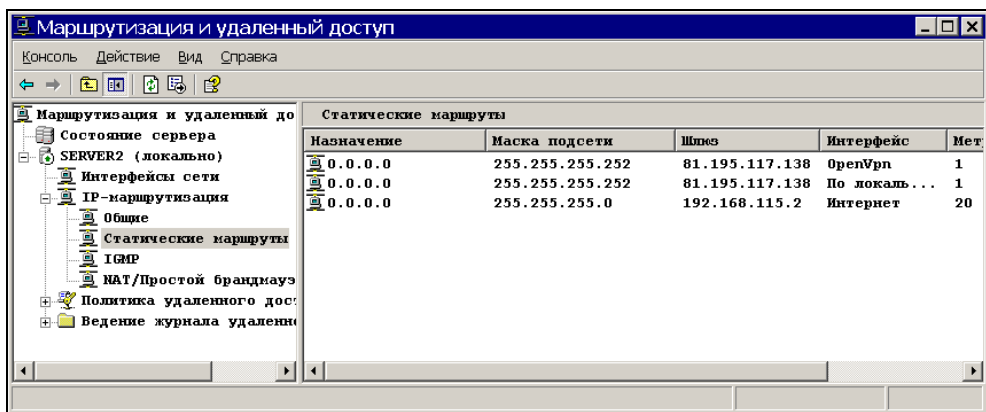 Маршрутизация и удаленный доступ
Консоль Действие Вид Справка
Маршрутизация и удаленный до
Состояние сервера
SERVER2 (локально)
Интерфейсы сети
IP-маршрутизация
Общие
Статические маршруты
IGMP
NAT/Простой брандмауэ
Политика удаленного дос
Ведение журнала удаленн
Статические маршруты
Назначение Маска подсети Шлюз Интерфейс Мет
0.0.0.0 255.255.255.252 81.195.117.138 OpenVpn 1
0.0.0.0 255.255.255.252 81.195.117.138 По локаль... 1
0.0.0.0 255.255.255.0 192.168.115.2 Интернет 20